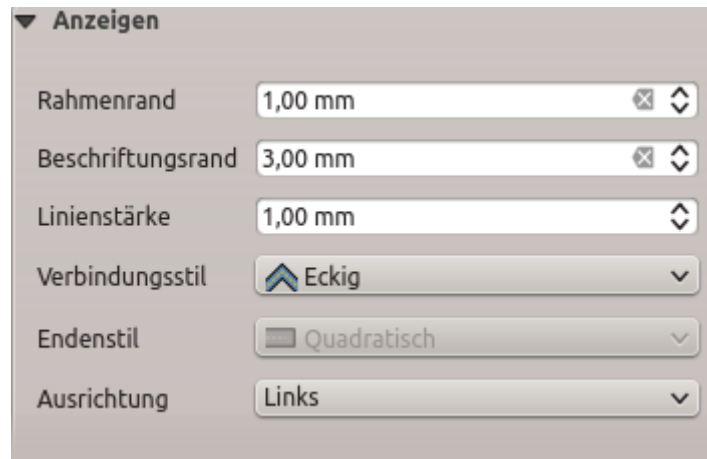 Anzeigen
Rahmenrand 1,00 mm
Beschriftungsrand 3,00 mm
Linienstärke 1,00 mm
Verbindungsstil Eckig
Endenstil Quadratisch
Ausrichtung Links